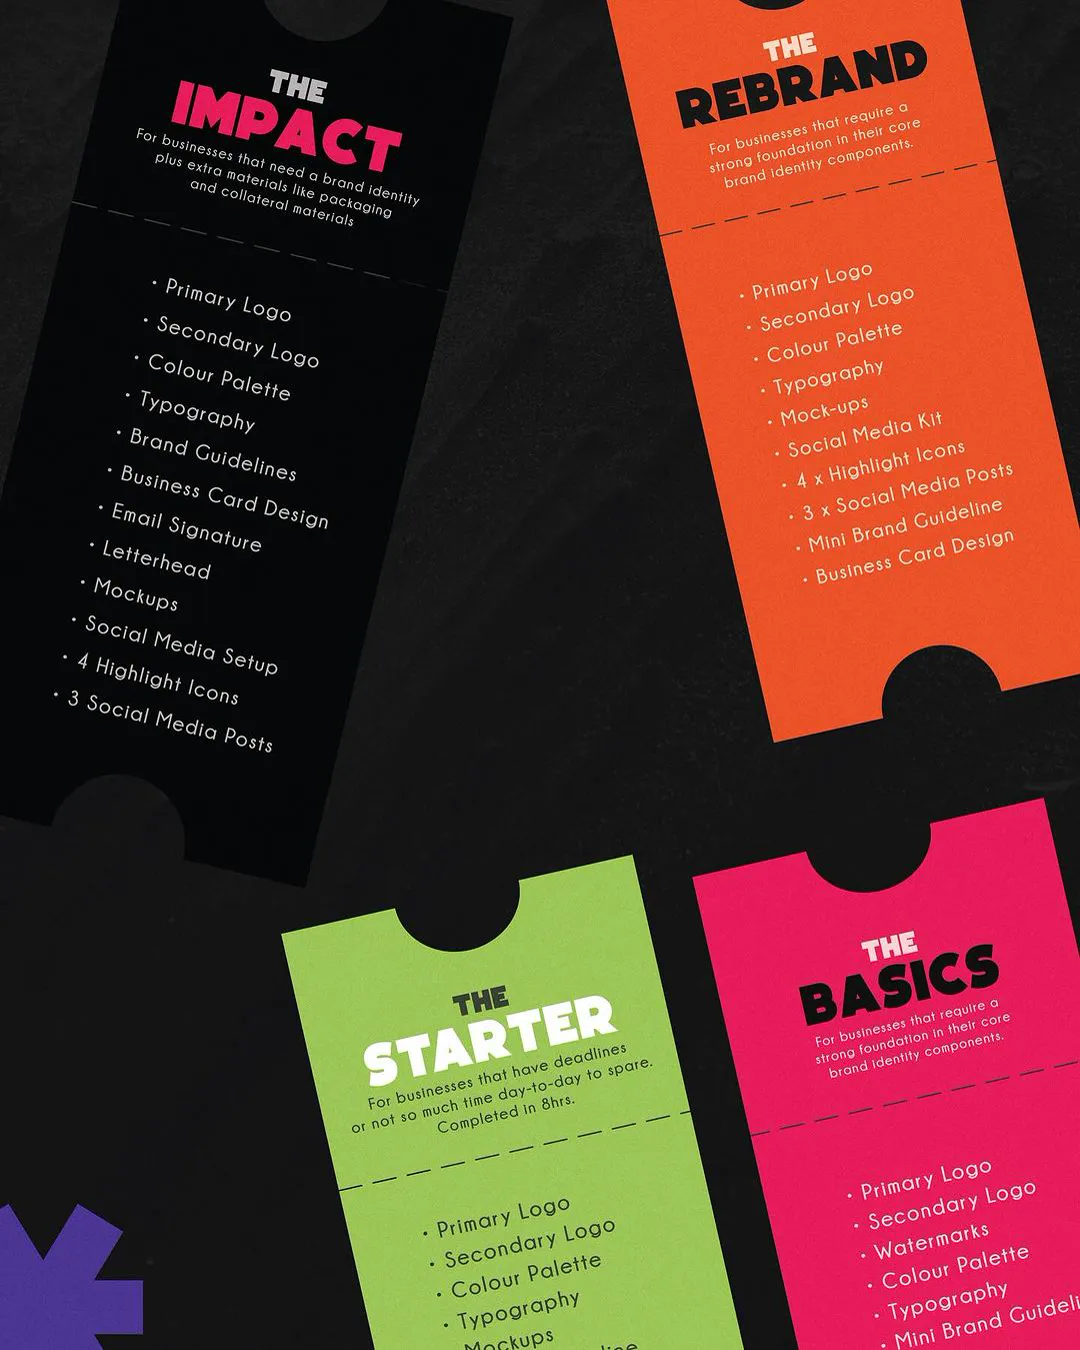 THE
IMPACT
For businesses that need a brand identity
plus extra materials like packaging
and collateral materials
• Primary Logo
• Secondary Logo
• Colour Palette
• Typography
• Brand Guidelines
• Business Card Design
• Email Signature
• Letterhead
• Mockups
• Social Media Setup
• 4 Highlight Icons
• 3 Social Media Posts
THE
REBRAND
For businesses that require a
strong foundation in their core
brand identity components.
• Primary Logo
• Secondary Logo
• Colour Palette
• Typography
• Mock-ups
• Social Media Kit
• 4 x Highlight Icons
• 3 x Social Media Posts
• Mini Brand Guideline
• Business Card Design
THE
STARTER
For businesses that have deadlines
or not so much time day-to-day to spare.
Completed in 8hrs.
• Primary Logo
• Secondary Logo
• Colour Palette
• Typography
Mockups
THE
BASICS
For businesses that require a
strong foundation in their core
brand identity components.
• Primary Logo
• Secondary Logo
• Watermarks
• Colour Palette
• Typography
• Mini Brand Guideli